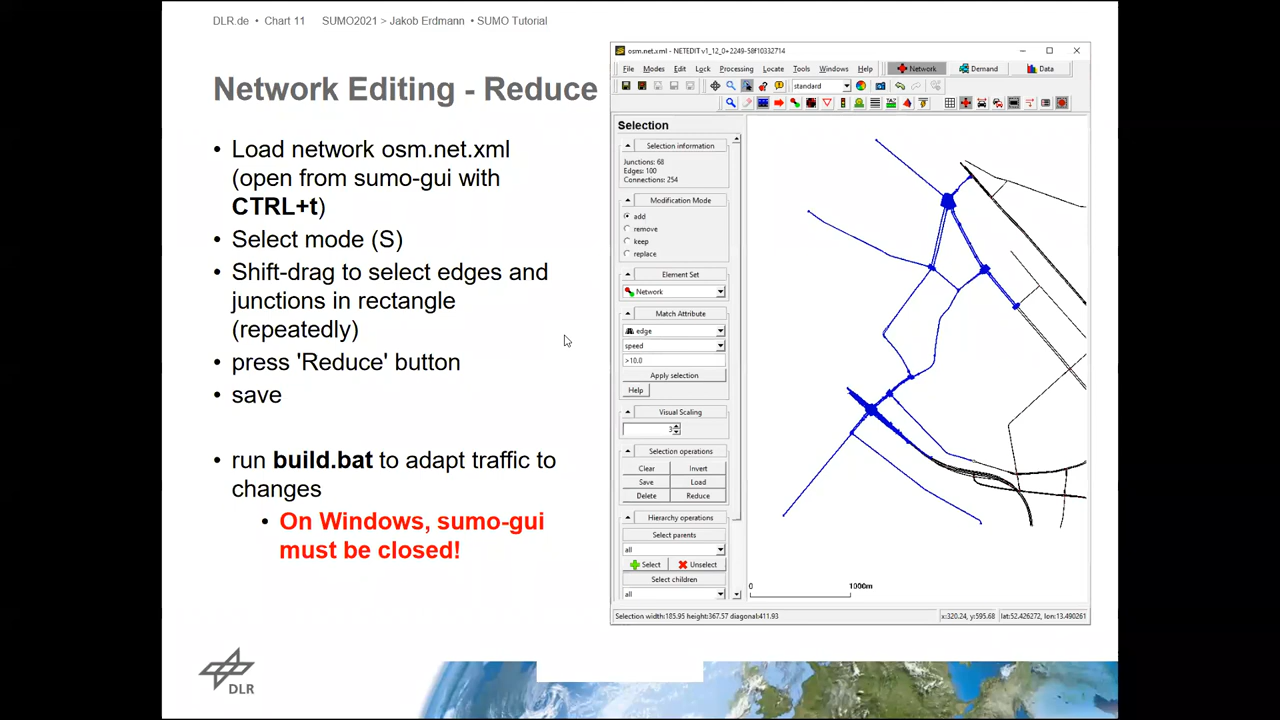 DLR.de • Chart 11 SUMO2021 > Jakob Erdmann • SUMO Tutorial
Network Editing - Reduce
• Load network osm.net.xml
(open from sumo-gui with
CTRL+t)
• Select mode (S)
• Shift-drag to select edges and
junctions in rectangle
(repeatedly)
• press 'Reduce' button
• save
• run build.bat to adapt traffic to
changes
• On Windows, sumo-gui
must be closed!
osm.net.xml - NETEDIT v1_12_0+2249-58f10332714
File Modes Edit Lock Processing Locate Tools Windows Help Network Demand Data
standard
Selection
Selection information
Junctions: 68
Edges: 100
Connections: 254
Modification Mode
add
remove
keep
replace
Element Set
Network
Match Attribute
edge
speed
>10.0
Apply selection
Help
Visual Scaling
3
Selection operations
Clear Invert
Save Load
Delete Reduce
Hierarchy operations
Select parents
all
Select Unselect
Select children
all
0 1000m
Selection width:185.95 height:367.57 diagonal:411.93 x:320.24, y:595.68 lat:52.426272, lon:13.490261
DLR